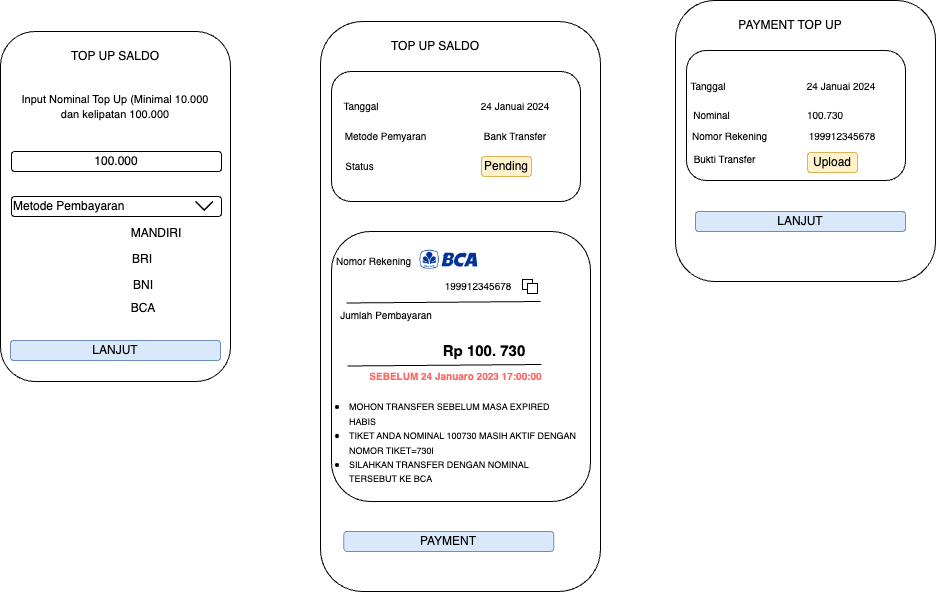 TOP UP SALDO
Input Nominal Top Up (Minimal 10.000
dan kelipatan 100.000
100.000
Metode Pembayaran
MANDIRI
BRI
BNI
BCA
LANJUT
TOP UP SALDO
Tanggal 24 Januai 2024
Metode Pemyaran Bank Transfer
Status Pending
Nomor Rekening BCA
199912345678
Jumlah Pembayaran
Rp 100. 730
SEBELUM 24 Januaro 2023 17:00:00
• MOHON TRANSFER SEBELUM MASA EXPIRED
HABIS
• TIKET ANDA NOMINAL 100730 MASIH AKTIF DENGAN
NOMOR TIKET=730I
• SILAHKAN TRANSFER DENGAN NOMINAL
TERSEBUT KE BCA
PAYMENT
PAYMENT TOP UP
Tanggal 24 Januai 2024
Nominal 100.730
Nomor Rekening 199912345678
Bukti Transfer Upload
LANJUT